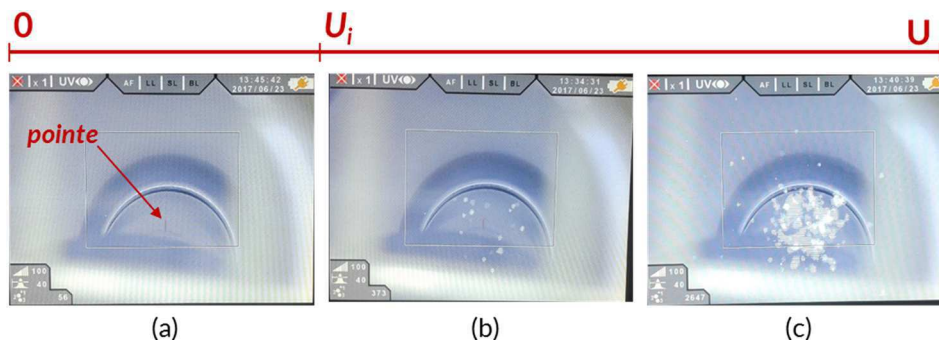 0 U_i U
x 1 UV AF LL SL BL 13:45:42
2017/06/23
pointe
100
40
56
x 1 UV AF LL SL BL 13:34:31
2017/06/23
100
40
373
x 1 UV AF LL SL BL 13:40:39
2017/06/23
100
40
2647
(a) (b) (c)